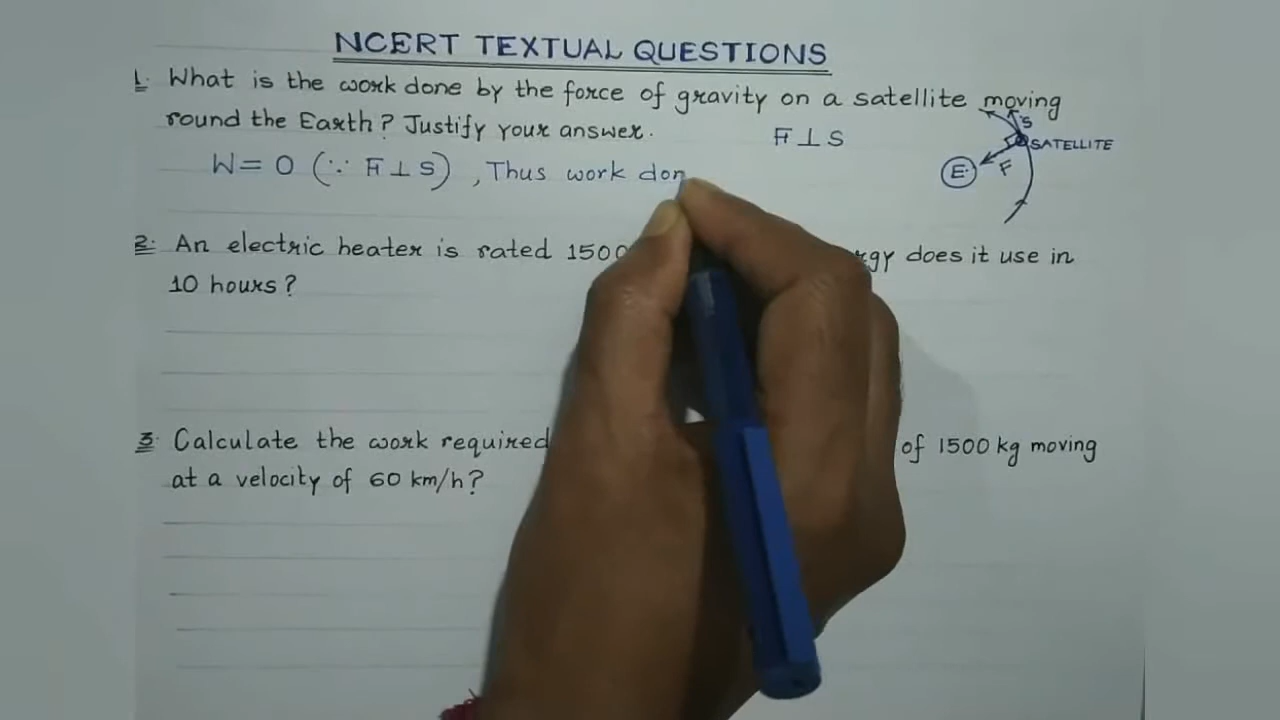 NCERT TEXTUAL QUESTIONS
1. What is the work done by the force of gravity on a satellite moving
round the Earth? Justify your answer.
F ⊥ S
S
SATELLITE
E
F
W = 0 (∵ F ⊥ S), Thus work don
2. An electric heater is rated 1500 does it use in
10 hours?
3. Calculate the work required of 1500 kg moving
at a velocity of 60 km/h?